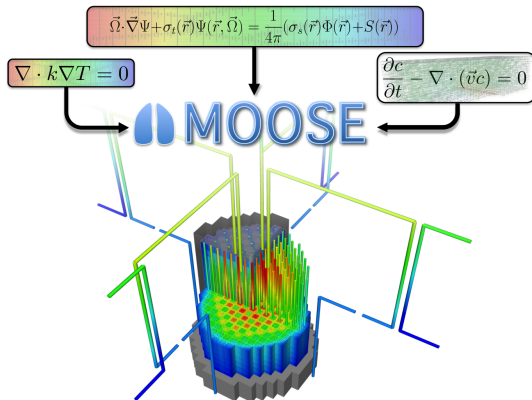 $\vec{\Omega}\cdot\vec{\nabla}\Psi+\sigma_t(\vec{r})\Psi(\vec{r},\vec{\Omega})=\frac{1}{4\pi}(\sigma_s(\vec{r})\Phi(\vec{r})+S(\vec{r}))$
$\nabla\cdot k\nabla T=0$
$\frac{\partial c}{\partial t}-\nabla\cdot(\vec{v}c)=0$
MOOSE